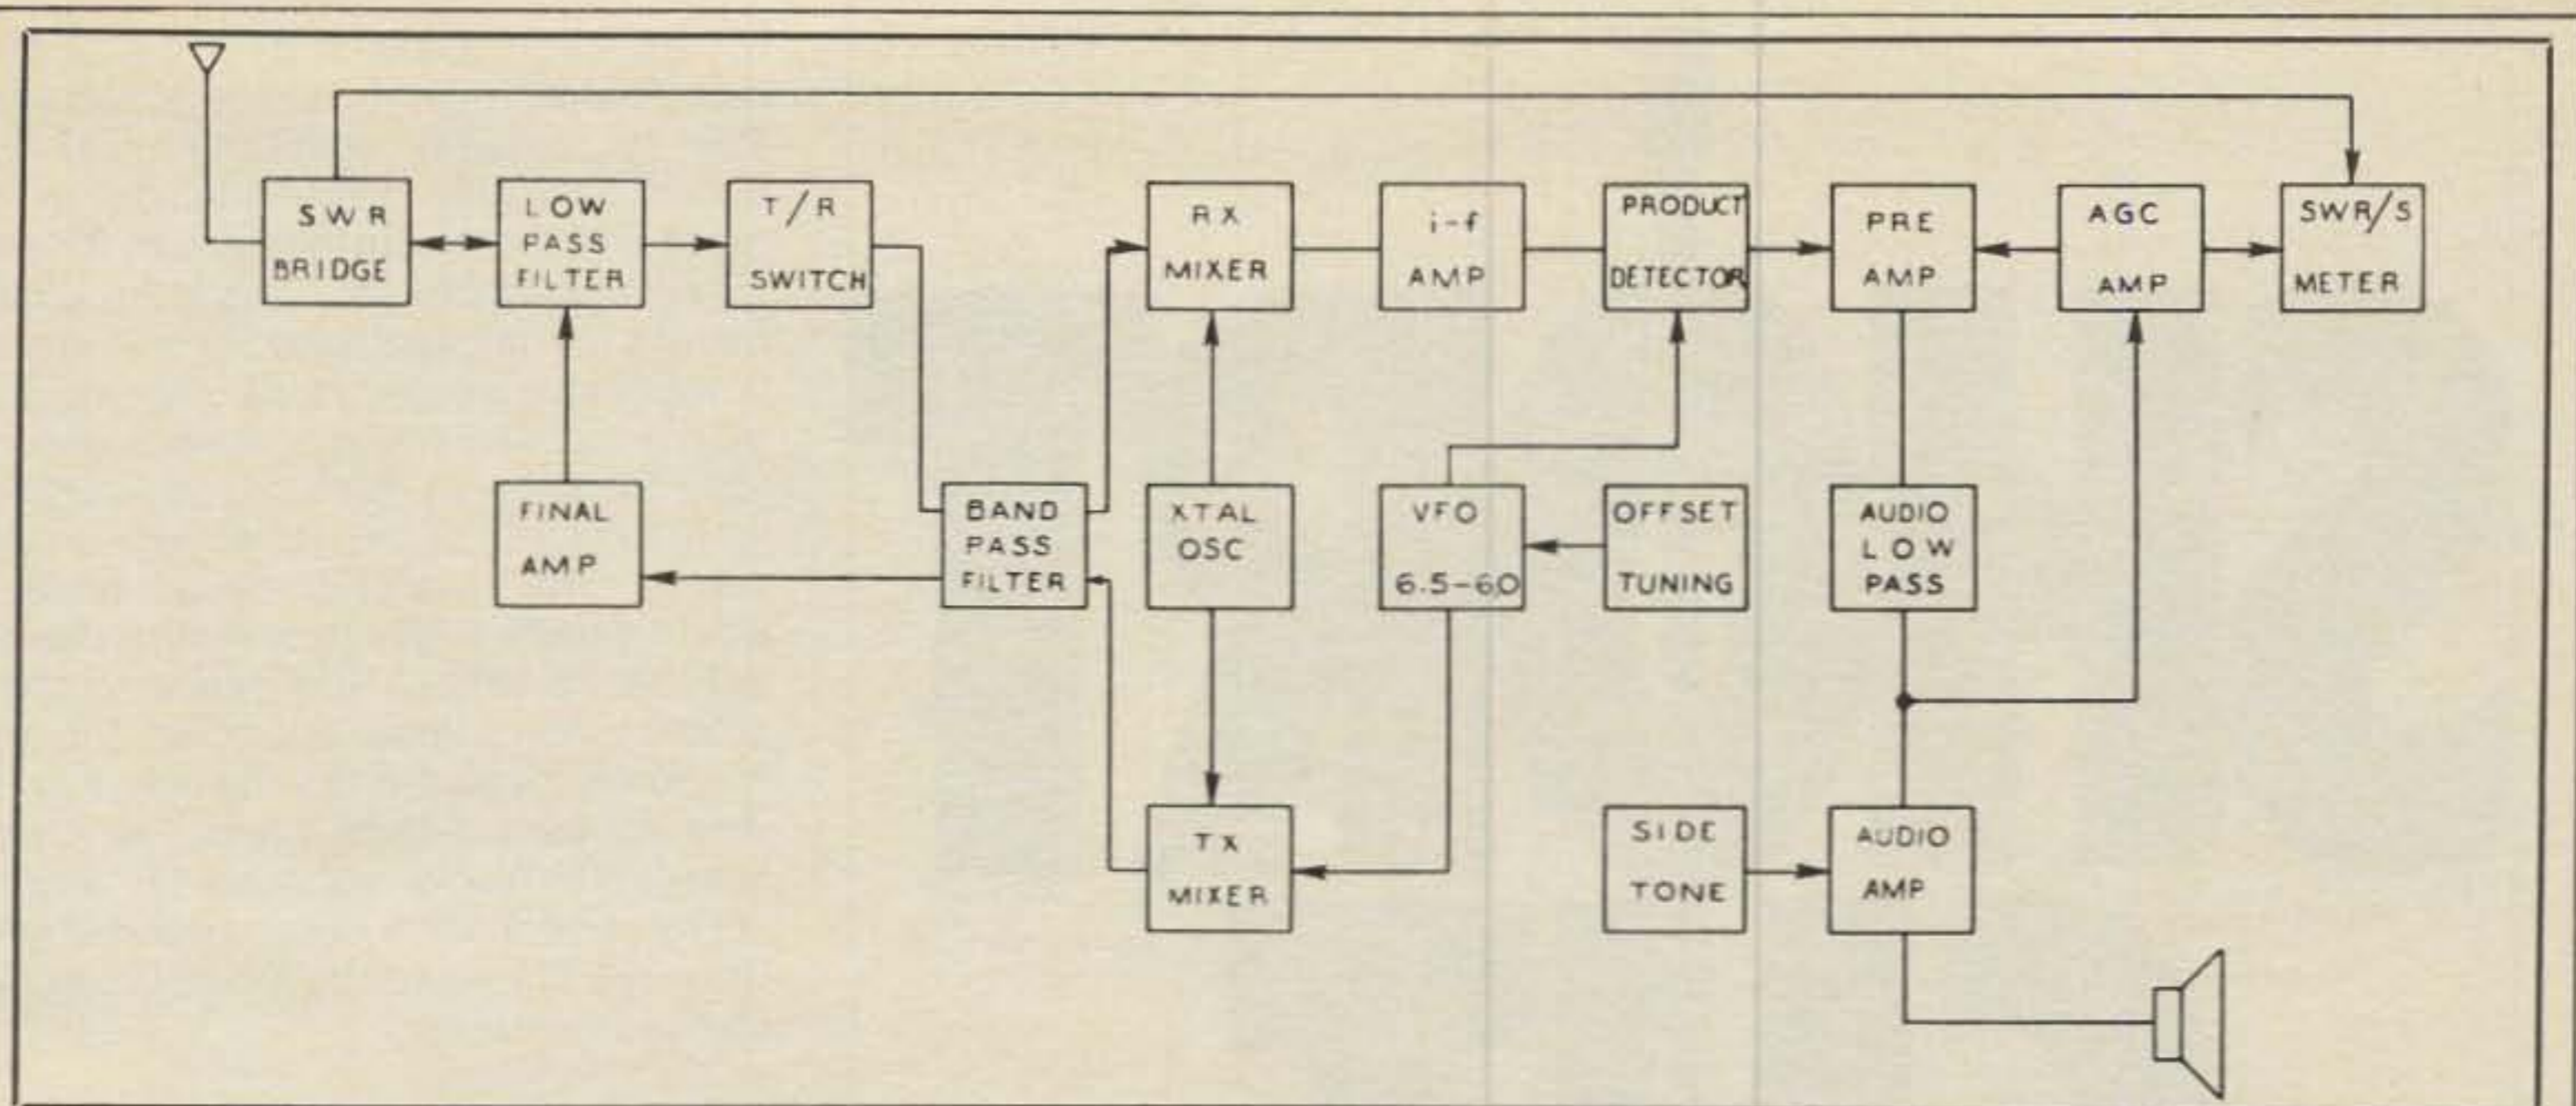 SWR
BRIDGE
LOW
PASS
FILTER
T/R
SWITCH
RX
MIXER
i-f
AMP
PRODUCT
DETECTOR
PRE
AMP
AGC
AMP
SWR/S
METER
FINAL
AMP
BAND
PASS
FILTER
XTAL
OSC
VFO
6.5-6.0
OFFSET
TUNING
AUDIO
LOW
PASS
TX
MIXER
SIDE
TONE
AUDIO
AMP